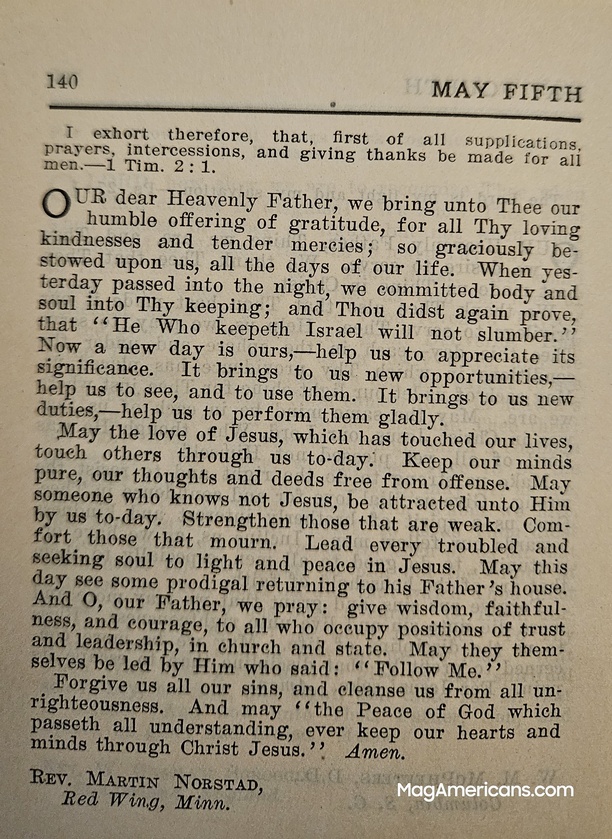 140
MAY FIFTH
I exhort therefore, that, first of all supplications,
prayers, intercessions, and giving thanks be made for all
men.—1 Tim. 2:1.
OUR dear Heavenly Father, we bring unto Thee our
humble offering of gratitude, for all Thy loving
kindnesses and tender mercies; so graciously be-
stowed upon us, all the days of our life. When yes-
terday passed into the night, we committed body and
soul into Thy keeping; and Thou didst again prove,
that “He Who keepeth Israel will not slumber.”
Now a new day is ours,—help us to appreciate its
significance. It brings to us new opportunities,—
help us to see, and to use them. It brings to us new
duties,—help us to perform them gladly.
May the love of Jesus, which has touched our lives,
touch others through us to-day. Keep our minds
pure, our thoughts and deeds free from offense. May
someone who knows not Jesus, be attracted unto Him
by us to-day. Strengthen those that are weak. Com-
fort those that mourn. Lead every troubled and
seeking soul to light and peace in Jesus. May this
day see some prodigal returning to his Father's house.
And O, our Father, we pray: give wisdom, faithful-
ness, and courage, to all who occupy positions of trust
and leadership, in church and state. May they them-
selves be led by Him who said: “Follow Me.”
Forgive us all our sins, and cleanse us from all un-
righteousness. And may “the Peace of God which
passeth all understanding, ever keep our hearts and
minds through Christ Jesus.” Amen.
REV. MARTIN NORSTAD,
Red Wing, Minn.
MagAmericans.com